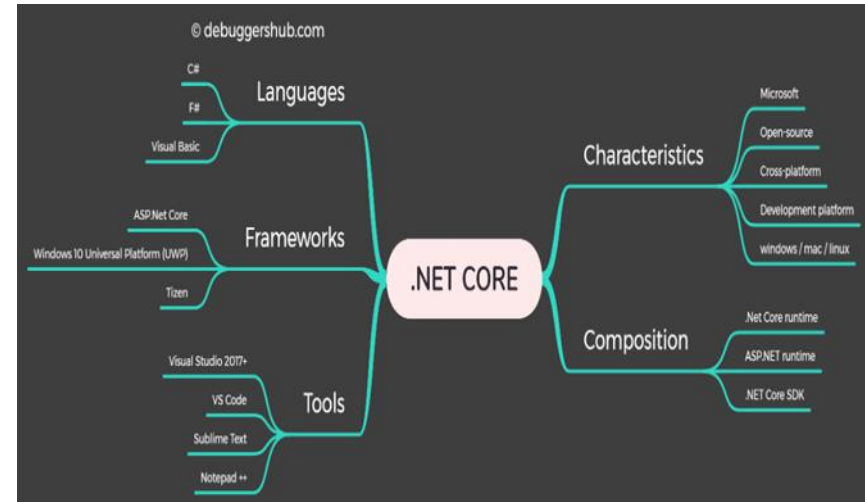 © debuggershub.com
Languages
C#
F#
Visual Basic
Frameworks
ASP.Net Core
Windows 10 Universal Platform (UWP)
Tizen
Tools
Visual Studio 2017+
VS Code
Sublime Text
Notepad ++
.NET CORE
Characteristics
Microsoft
Open-source
Cross-platform
Development platform
windows / mac / linux
Composition
.Net Core runtime
ASP.NET runtime
.NET Core SDK